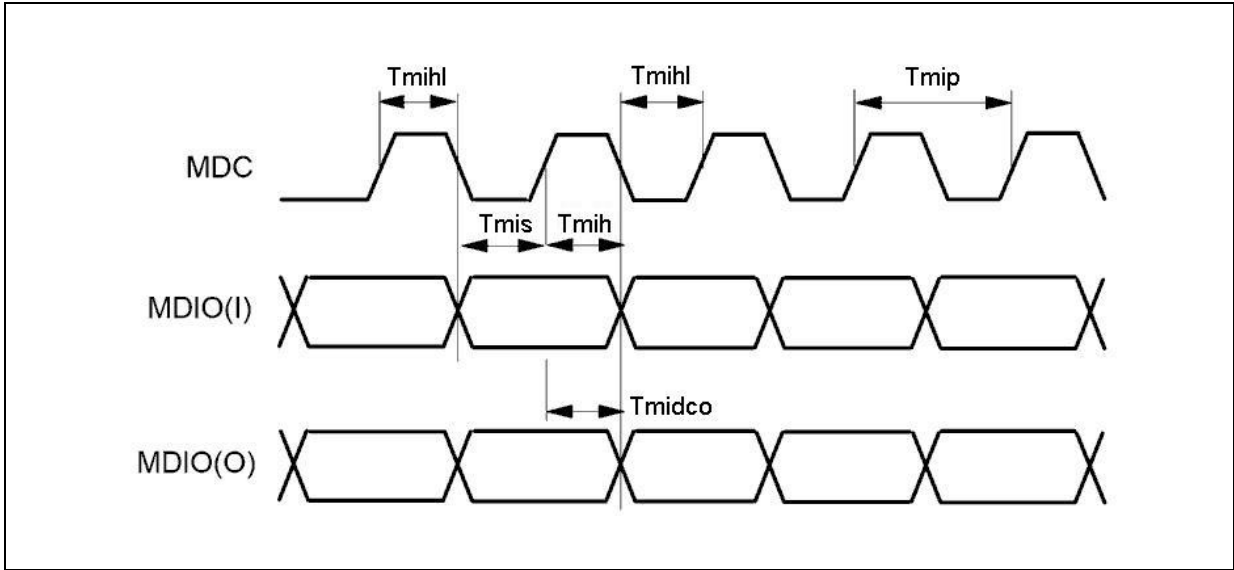 Tmihl Tmihl Tmip
MDC
Tmis Tmih
MDIO(I)
Tmidco
MDIO(O)